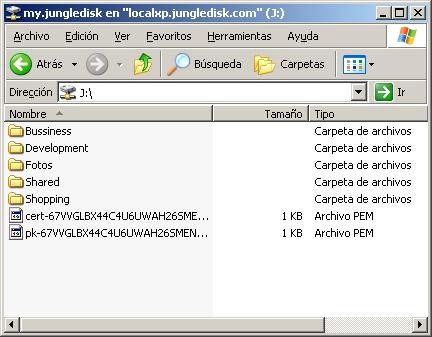 my.jungledisk en "localxp.jungledisk.com" (J:)
Archivo Edición Ver Favoritos Herramientas Ayuda
Atrás Búsqueda Carpetas
Dirección J:\ Ir
Nombre Tamaño Tipo
Bussiness Carpeta de archivos
Development Carpeta de archivos
Fotos Carpeta de archivos
Shared Carpeta de archivos
Shopping Carpeta de archivos
cert-67VVGLBX44C4U6UWAH26SME... 1 KB Archivo PEM
pk-67VVGLBX44C4U6UWAH26SMEN... 1 KB Archivo PEM